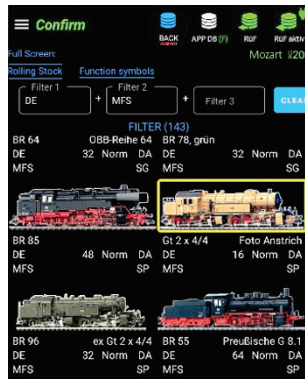 Confirm
BACK
APP DB (F)
RüF
RüF aktiv
Full Screen:
Mozart
Rolling Stock Function symbols
Filter 1 Filter 2
DE + MFS + Filter 3 CLEA
FILTER (143)
BR 64 ÖBB-Reihe 64 BR 78, grün
DE 32 Norm DA DE 32 Norm DA
MFS SG MFS SG
BR 85 Gt 2 x 4/4 Foto Anstrich
DE 48 Norm DA DE 16 Norm DA
MFS SP MFS SP
BR 96 ex Gt 2 x 4/4 BR 55 Preußische G 8.1
DE 32 Norm DA DE 64 Norm DA
MFS SP MFS SP